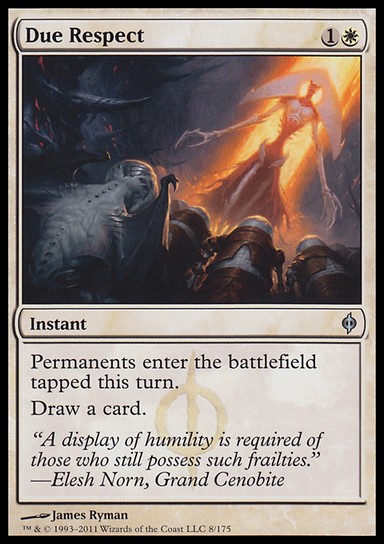 Due Respect 1
Instant
Permanents enter the battlefield
tapped this turn.
Draw a card.
“A display of humility is required of
those who still possess such frailties.”
—Elesh Norn, Grand Cenobite
James Ryman
™ & © 1993–2011 Wizards of the Coast LLC 8/175